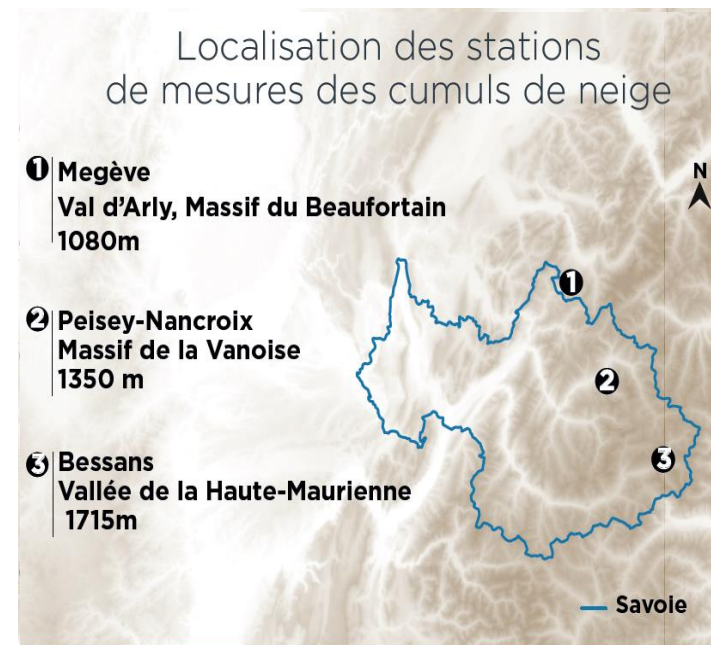 Localisation des stations
de mesures des cumuls de neige
1 Megève
Val d'Arly, Massif du Beaufortain
1080m
2 Peisey-Nancroix
Massif de la Vanoise
1350 m
3 Bessans
Vallée de la Haute-Maurienne
1715m
N
1
2
3
Savoie